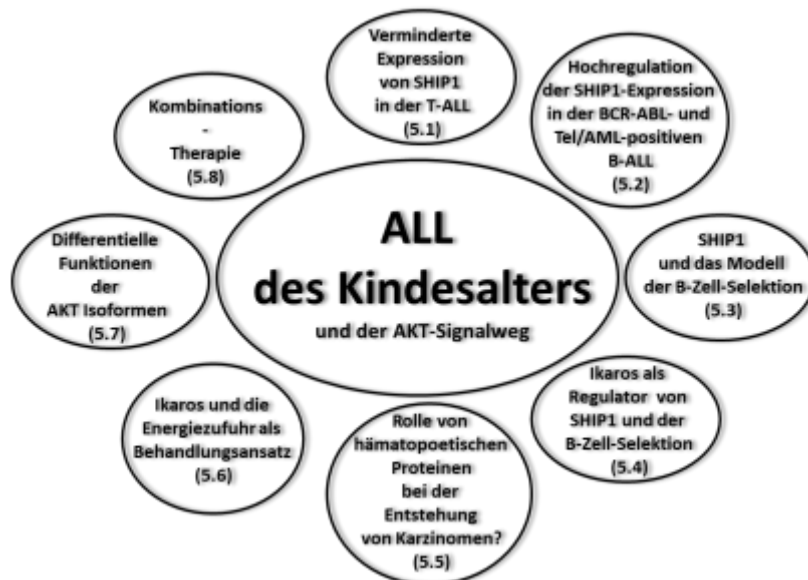 ALL
des Kindesalters
und der AKT-Signalweg
Verminderte
Expression
von SHIP1
in der T-ALL
(5.1)
Hochregulation
der SHIP1-Expression
in der BCR-ABL- und
Tel/AML-positiven
B-ALL
(5.2)
SHIP1
und das Modell
der B-Zell-Selektion
(5.3)
Ikaros als
Regulator von
SHIP1 und der
B-Zell-Selektion
(5.4)
Rolle von
hämatopoetischen
Proteinen
bei der
Entstehung
von Karzinomen?
(5.5)
Ikaros und die
Energiezufuhr als
Behandlungsansatz
(5.6)
Differentielle
Funktionen
der
AKT Isoformen
(5.7)
Kombinations
-
Therapie
(5.8)